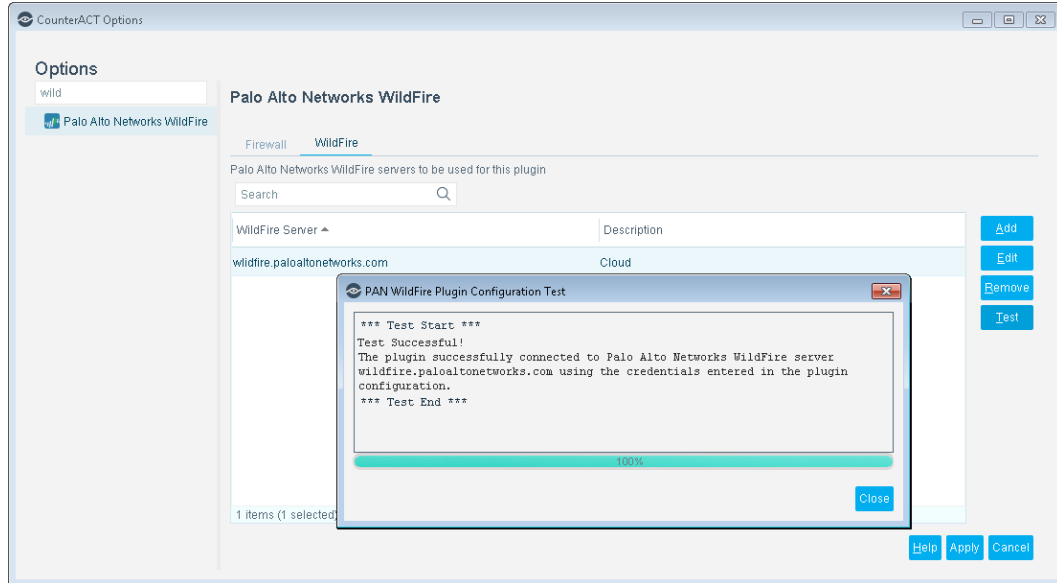 CounterACT Options
Options
wild
Palo Alto Networks WildFire
Palo Alto Networks WildFire
Firewall WildFire
Palo Alto Networks WildFire servers to be used for this plugin
Search
WildFire Server Description
wlidfire.paloaltonetworks.com Cloud
Add
Edit
Remove
Test
PAN WildFire Plugin Configuration Test
*** Test Start ***
Test Successful!
The plugin successfully connected to Palo Alto Networks WildFire server
wildfire.paloaltonetworks.com using the credentials entered in the plugin
configuration.
*** Test End ***
100%
Close
1 items (1 selected)
Help Apply Cancel